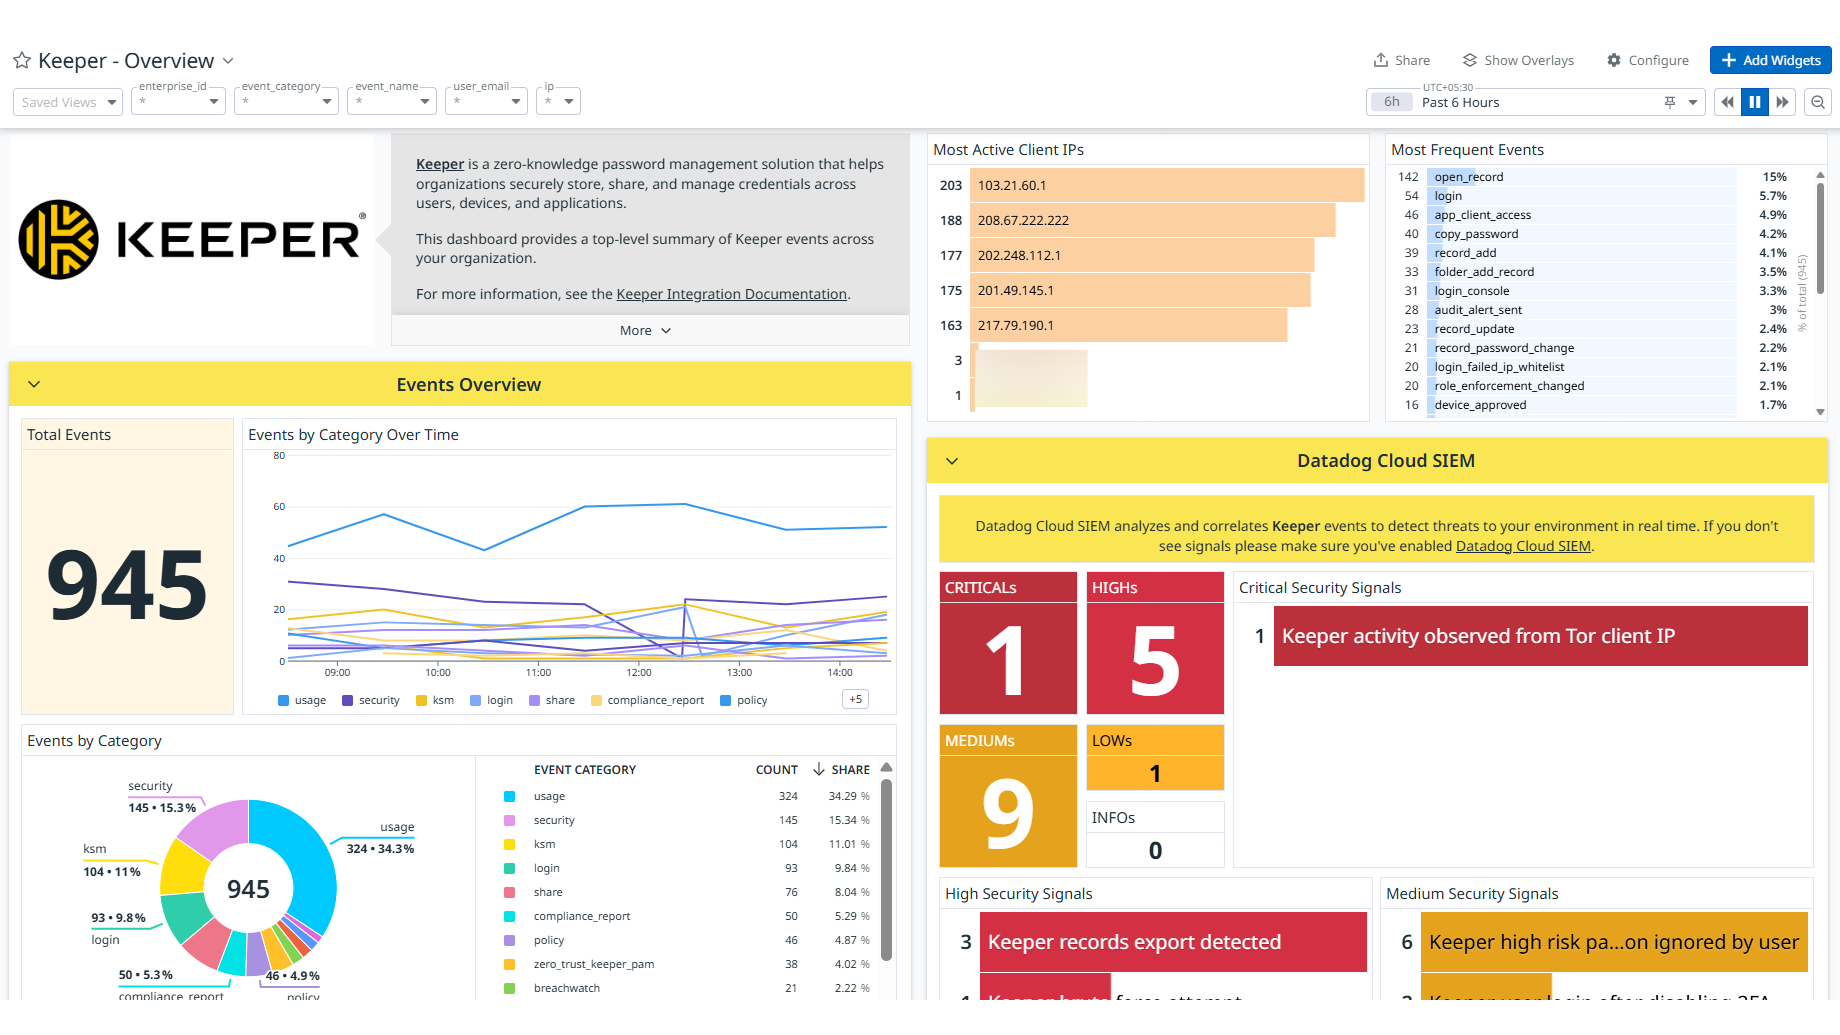 Keeper - Overview
Share
Show Overlays
Configure
Add Widgets
Saved Views
enterprise_id
*
event_category
*
event_name
*
user_email
*
ip
*
UTC+05:30
6h
Past 6 Hours
KEEPER®
Keeper is a zero-knowledge password management solution that helps
organizations securely store, share, and manage credentials across
users, devices, and applications.
This dashboard provides a top-level summary of Keeper events across
your organization.
For more information, see the Keeper Integration Documentation.
More
Most Active Client IPs
203 103.21.60.1
188 208.67.222.222
177 202.248.112.1
175 201.49.145.1
163 217.79.190.1
3
1
Most Frequent Events
142 open_record 15%
54 login 5.7%
46 app_client_access 4.9%
40 copy_password 4.2%
39 record_add 4.1%
33 folder_add_record 3.5%
31 login_console 3.3%
28 audit_alert_sent 3%
23 record_update 2.4%
21 record_password_change 2.2%
20 login_failed_ip_whitelist 2.1%
20 role_enforcement_changed 2.1%
16 device_approved 1.7%
% of total (945)
Events Overview
Total Events
945
Events by Category Over Time
80
60
40
20
0
09:00 10:00 11:00 12:00 13:00 14:00
usage security ksm login share compliance_report policy +5
Events by Category
security
145 • 15.3%
usage
324 • 34.3%
ksm
104 • 11%
945
93 • 9.8%
login
50 • 5.3%
compliance_report
46 • 4.9%
policy
EVENT CATEGORY COUNT SHARE
usage 324 34.29 %
security 145 15.34 %
ksm 104 11.01 %
login 93 9.84 %
share 76 8.04 %
compliance_report 50 5.29 %
policy 46 4.87 %
zero_trust_keeper_pam 38 4.02 %
breachwatch 21 2.22 %
Datadog Cloud SIEM
Datadog Cloud SIEM analyzes and correlates Keeper events to detect threats to your environment in real time. If you don't
see signals please make sure you've enabled Datadog Cloud SIEM.
CRITICALs
1
HIGHs
5
MEDIUMs
9
LOWs
1
INFOs
0
Critical Security Signals
1 Keeper activity observed from Tor client IP
High Security Signals
3 Keeper records export detected
1 Keeper brute force attempt
Medium Security Signals
6 Keeper high risk pa...on ignored by user
Keeper user login after disabling 2FA